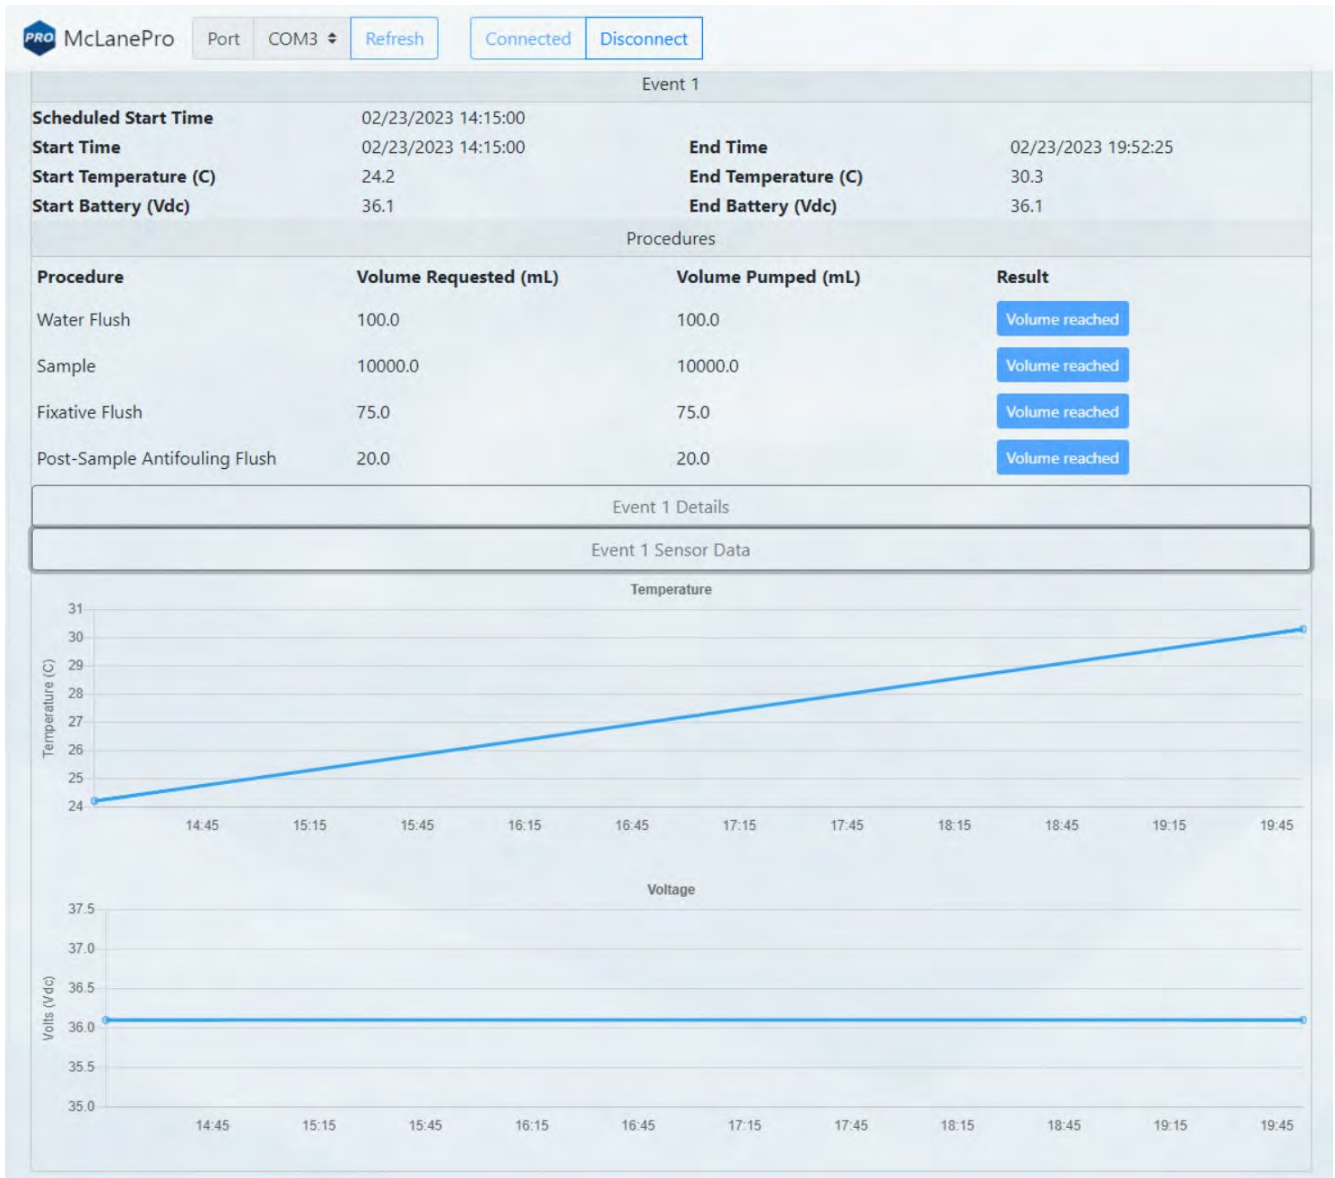 PRO McLanePro Port COM3 Refresh Connected Disconnect
Event 1
Scheduled Start Time 02/23/2023 14:15:00
Start Time 02/23/2023 14:15:00 End Time 02/23/2023 19:52:25
Start Temperature (C) 24.2 End Temperature (C) 30.3
Start Battery (Vdc) 36.1 End Battery (Vdc) 36.1
Procedures
Procedure Volume Requested (mL) Volume Pumped (mL) Result
Water Flush 100.0 100.0 Volume reached
Sample 10000.0 10000.0 Volume reached
Fixative Flush 75.0 75.0 Volume reached
Post-Sample Antifouling Flush 20.0 20.0 Volume reached
Event 1 Details
Event 1 Sensor Data
Temperature
Temperature (C)
31
30
29
28
27
26
25
24
14:45 15:15 15:45 16:15 16:45 17:15 17:45 18:15 18:45 19:15 19:45
Voltage
Volts (Vdc)
37.5
37.0
36.5
36.0
35.5
35.0
14:45 15:15 15:45 16:15 16:45 17:15 17:45 18:15 18:45 19:15 19:45